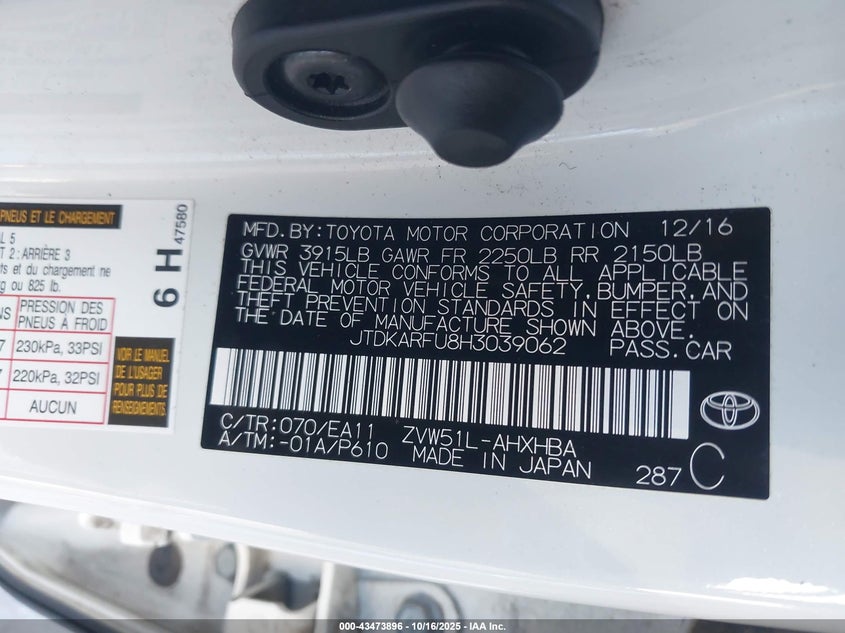 PNEUS ET LE CHARGEMENT
L 5
T 2: ARRIÈRE 3
ts et du chargement ne
rg ou 825 lb.
NS PRESSION DES PNEUS À FROID
7 230kPa, 33PSI
7 220kPa, 32PSI
AUCUN
6 H 47580
VOIR LE MANUEL
DE L'USAGER
POUR PLUS DE
RENSEIGNEMENTS
MFD. BY: TOYOTA MOTOR CORPORATION 12/16
GVWR 3915LB GAWR FR 2250LB RR 2150LB
THIS VEHICLE CONFORMS TO ALL APPLICABLE
FEDERAL MOTOR VEHICLE SAFETY, BUMPER, AND
THEFT PREVENTION STANDARDS IN EFFECT ON
THE DATE OF MANUFACTURE SHOWN ABOVE.
JTDKARFU8H3039062 PASS. CAR
C/TR: 070/EA11 ZVW51L-AHXHBA
A/TM: -01A/P610 MADE IN JAPAN
287 C
000-43473896 - 10/16/2025 - IAA Inc.